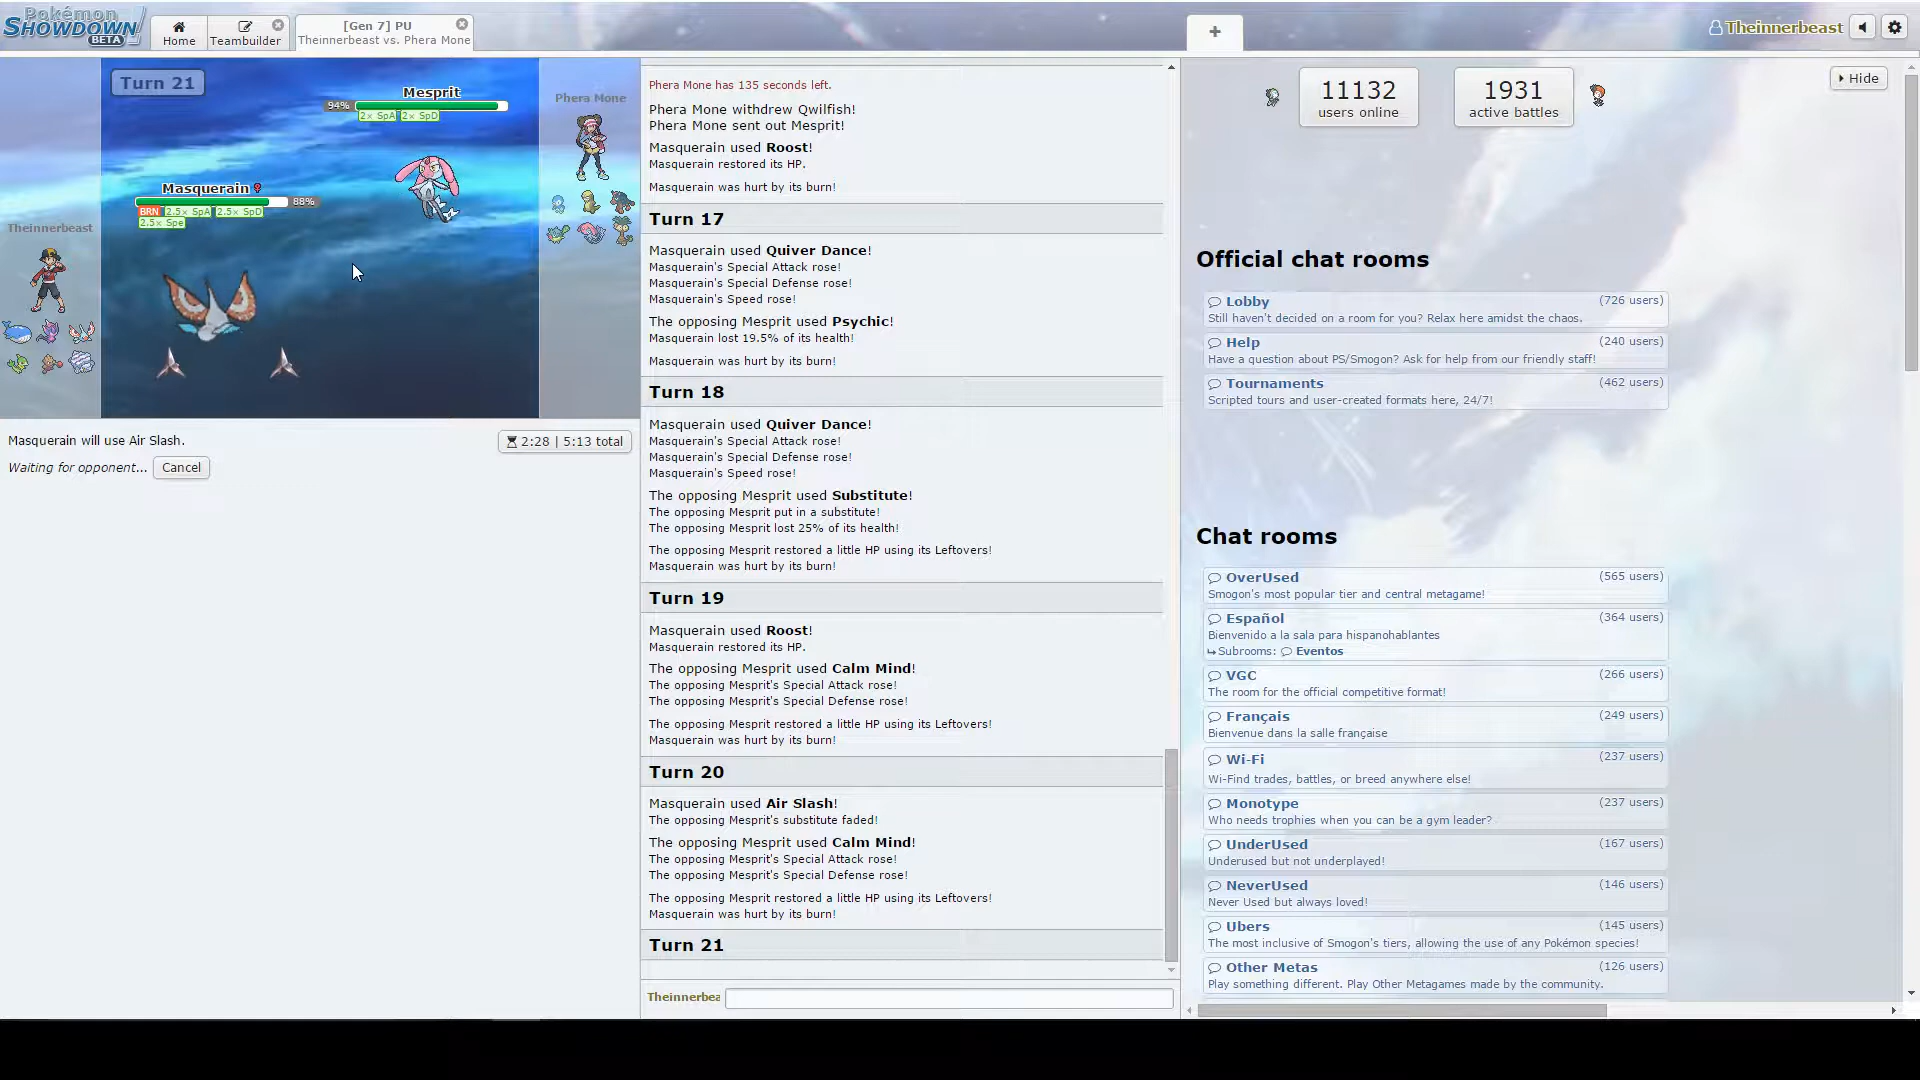 Pokémon
SHOWDOWN!
BETA
Home
Teambuilder
[Gen 7] PU
Theinnerbeast vs. Phera Mone
+
Theinnerbeast
Turn 21
Mesprit
94%
2× SpA 2× SpD
Phera Mone
Masquerain ♀
88%
BRN 2.5× SpA 2.5× SpD
2.5× Spe
Theinnerbeast
Masquerain will use Air Slash.
2:28 | 5:13 total
Waiting for opponent...
Cancel
Phera Mone has 135 seconds left.
Phera Mone withdrew Qwilfish!
Phera Mone sent out Mesprit!
Masquerain used Roost!
Masquerain restored its HP.
Masquerain was hurt by its burn!
Turn 17
Masquerain used Quiver Dance!
Masquerain's Special Attack rose!
Masquerain's Special Defense rose!
Masquerain's Speed rose!
The opposing Mesprit used Psychic!
Masquerain lost 19.5% of its health!
Masquerain was hurt by its burn!
Turn 18
Masquerain used Quiver Dance!
Masquerain's Special Attack rose!
Masquerain's Special Defense rose!
Masquerain's Speed rose!
The opposing Mesprit used Substitute!
The opposing Mesprit put in a substitute!
The opposing Mesprit lost 25% of its health!
The opposing Mesprit restored a little HP using its Leftovers!
Masquerain was hurt by its burn!
Turn 19
Masquerain used Roost!
Masquerain restored its HP.
The opposing Mesprit used Calm Mind!
The opposing Mesprit's Special Attack rose!
The opposing Mesprit's Special Defense rose!
The opposing Mesprit restored a little HP using its Leftovers!
Masquerain was hurt by its burn!
Turn 20
Masquerain used Air Slash!
The opposing Mesprit's substitute faded!
The opposing Mesprit used Calm Mind!
The opposing Mesprit's Special Attack rose!
The opposing Mesprit's Special Defense rose!
The opposing Mesprit restored a little HP using its Leftovers!
Masquerain was hurt by its burn!
Turn 21
Theinnerbea
Hide
11132
users online
1931
active battles
Official chat rooms
Lobby (726 users)
Still haven't decided on a room for you? Relax here amidst the chaos.
Help (240 users)
Have a question about PS/Smogon? Ask for help from our friendly staff!
Tournaments (462 users)
Scripted tours and user-created formats here, 24/7!
Chat rooms
OverUsed (565 users)
Smogon's most popular tier and central metagame!
Español (364 users)
Bienvenido a la sala para hispanohablantes
↳Subrooms: Eventos
VGC (266 users)
The room for the official competitive format!
Français (249 users)
Bienvenue dans la salle française
Wi-Fi (237 users)
Wi-Find trades, battles, or breed anywhere else!
Monotype (237 users)
Who needs trophies when you can be a gym leader?
UnderUsed (167 users)
Underused but not underplayed!
NeverUsed (146 users)
Never Used but always loved!
Ubers (145 users)
The most inclusive of Smogon's tiers, allowing the use of any Pokémon species!
Other Metas (126 users)
Play something different. Play Other Metagames made by the community.